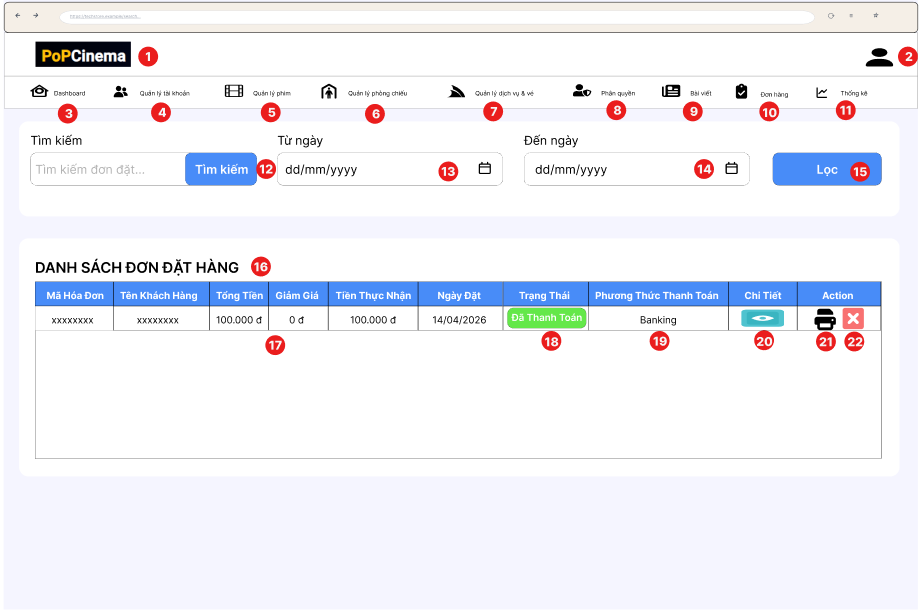 PoPCinema 1 2
Dashboard Quản lý tài khoản Quản lý phim Quản lý phòng chiếu Quản lý dịch vụ & vé Phân quyền Bài viết Đơn hàng Thống kê
3 4 5 6 7 8 9 10 11
Tìm kiếm Từ ngày Đến ngày
Tìm kiếm đơn đặt... Tìm kiếm 12 dd/mm/yyyy 13 dd/mm/yyyy 14 Lọc 15
DANH SÁCH ĐƠN ĐẶT HÀNG 16
Mã Hóa Đơn Tên Khách Hàng Tổng Tiền Giảm Giá Tiền Thực Nhận Ngày Đặt Trạng Thái Phương Thức Thanh Toán Chi Tiết Action
xxxxxxxx xxxxxxxx 100.000 đ 0 đ 100.000 đ 14/04/2026 Đã Thanh Toán Banking
17 18 19 20 21 22